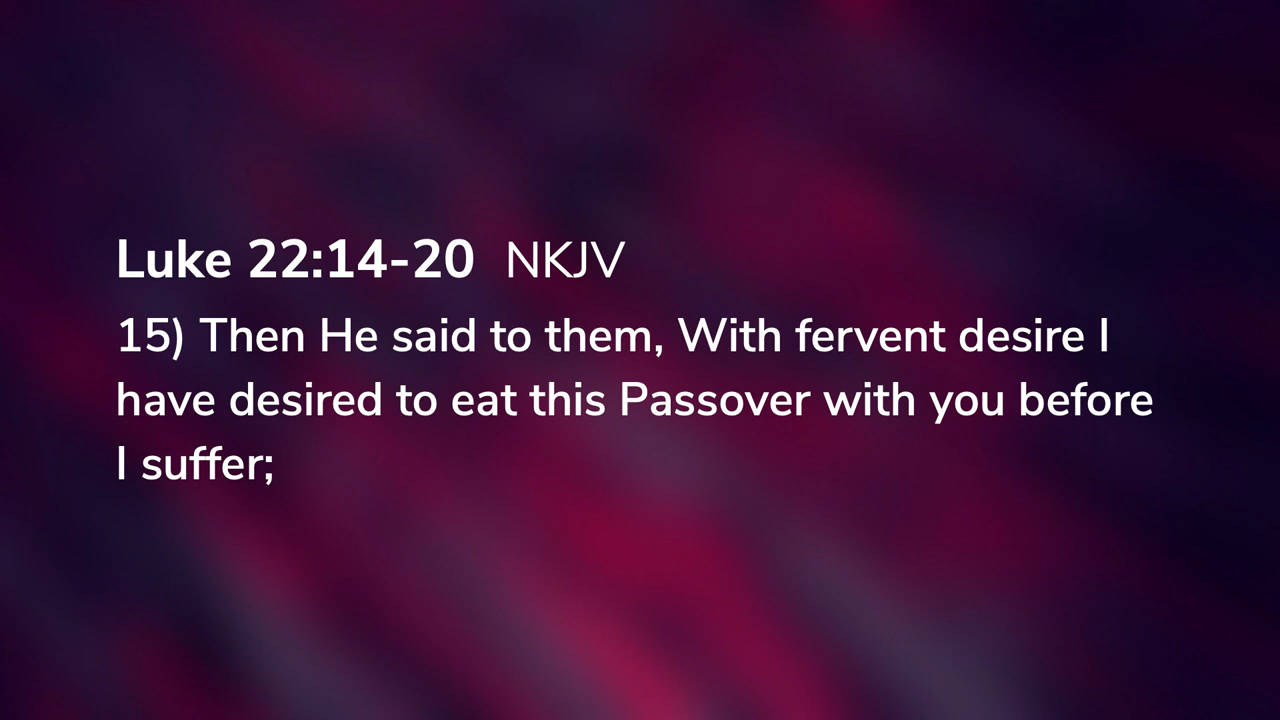 Luke 22:14-20 NKJV
15) Then He said to them, With fervent desire I
have desired to eat this Passover with you before
I suffer;